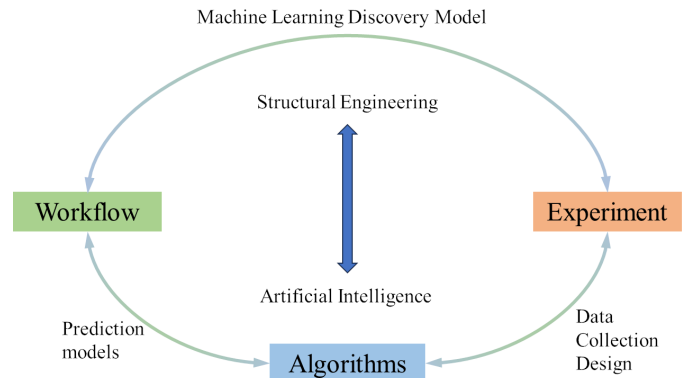 Machine Learning Discovery Model
Structural Engineering
Workflow
Experiment
Artificial Intelligence
Prediction
models
Data
Collection
Design
Algorithms